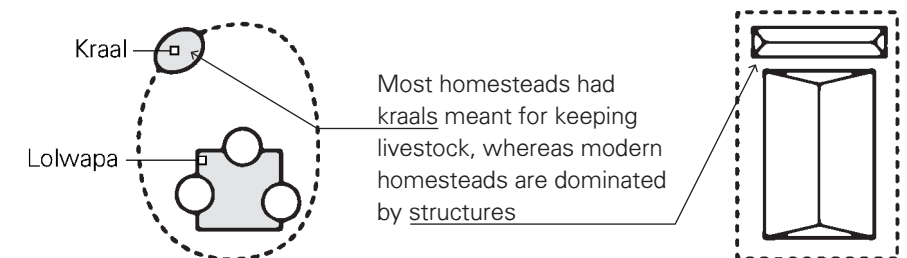 Kraal
Lolwapa
Most homesteads had
kraals meant for keeping
livestock, whereas modern
homesteads are dominated
by structures